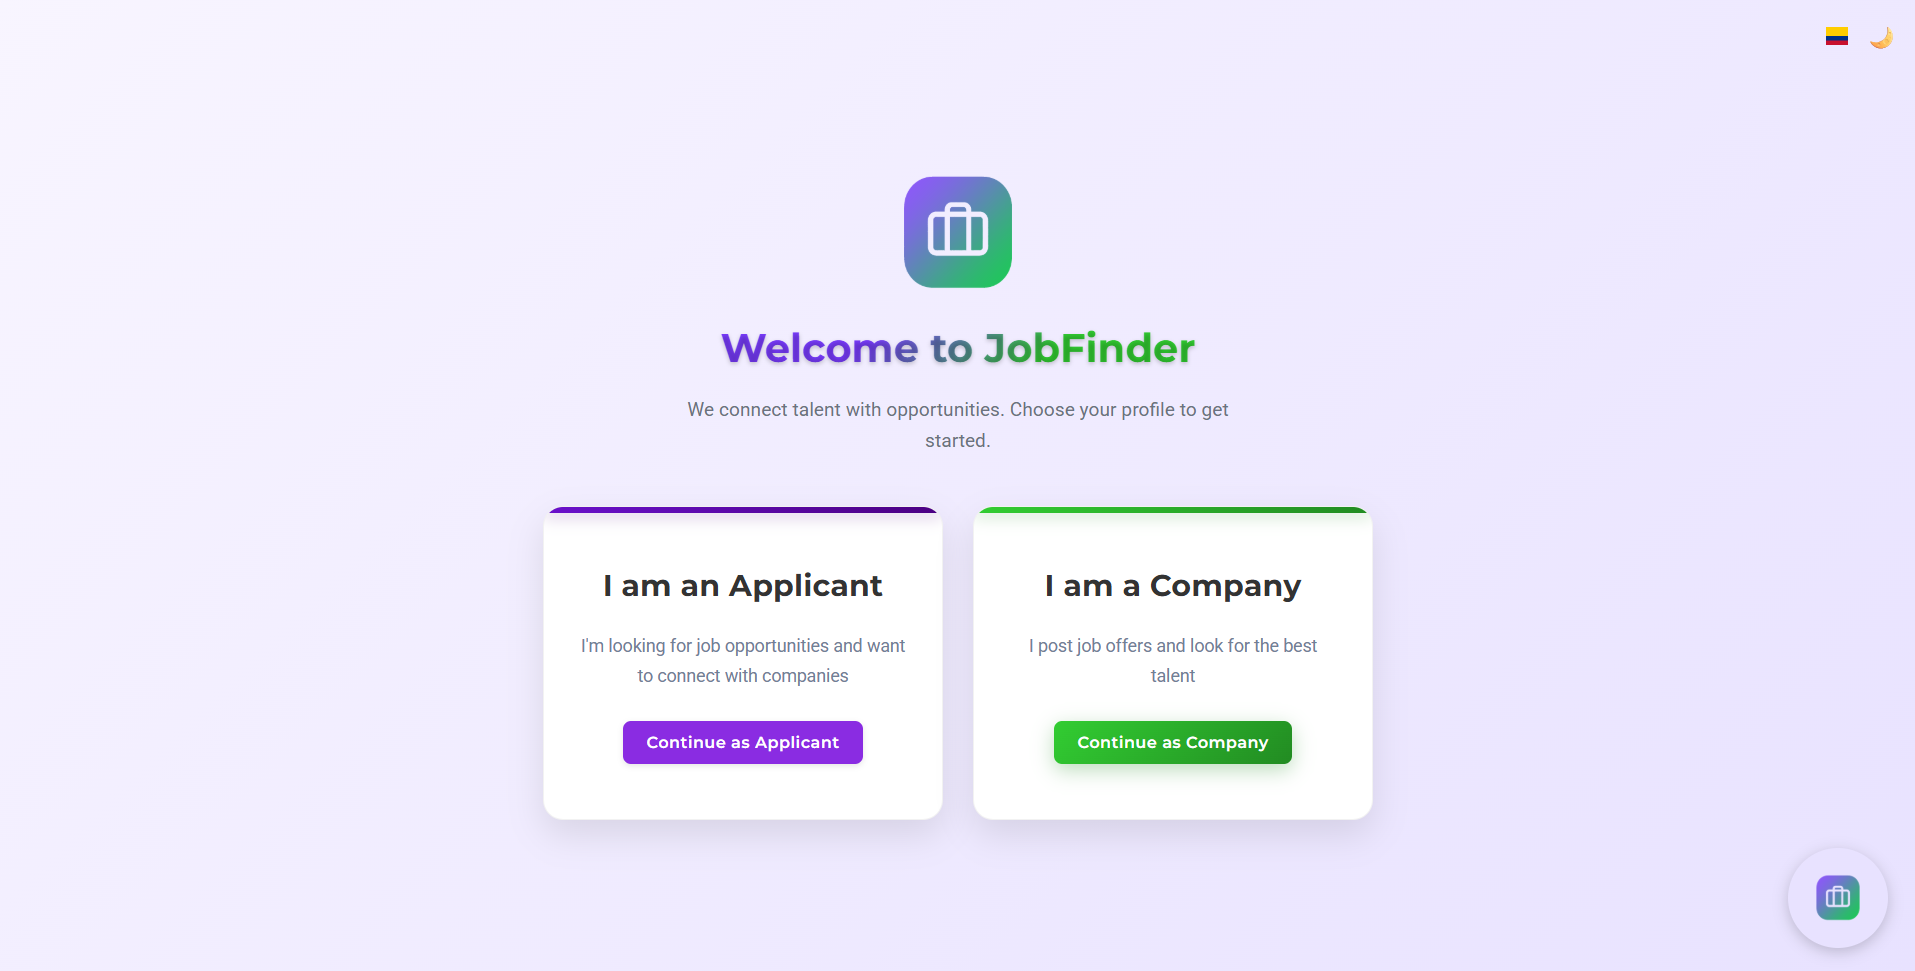 Welcome to JobFinder
We connect talent with opportunities. Choose your profile to get
started.
I am an Applicant
I'm looking for job opportunities and want
to connect with companies
Continue as Applicant
I am a Company
I post job offers and look for the best
talent
Continue as Company